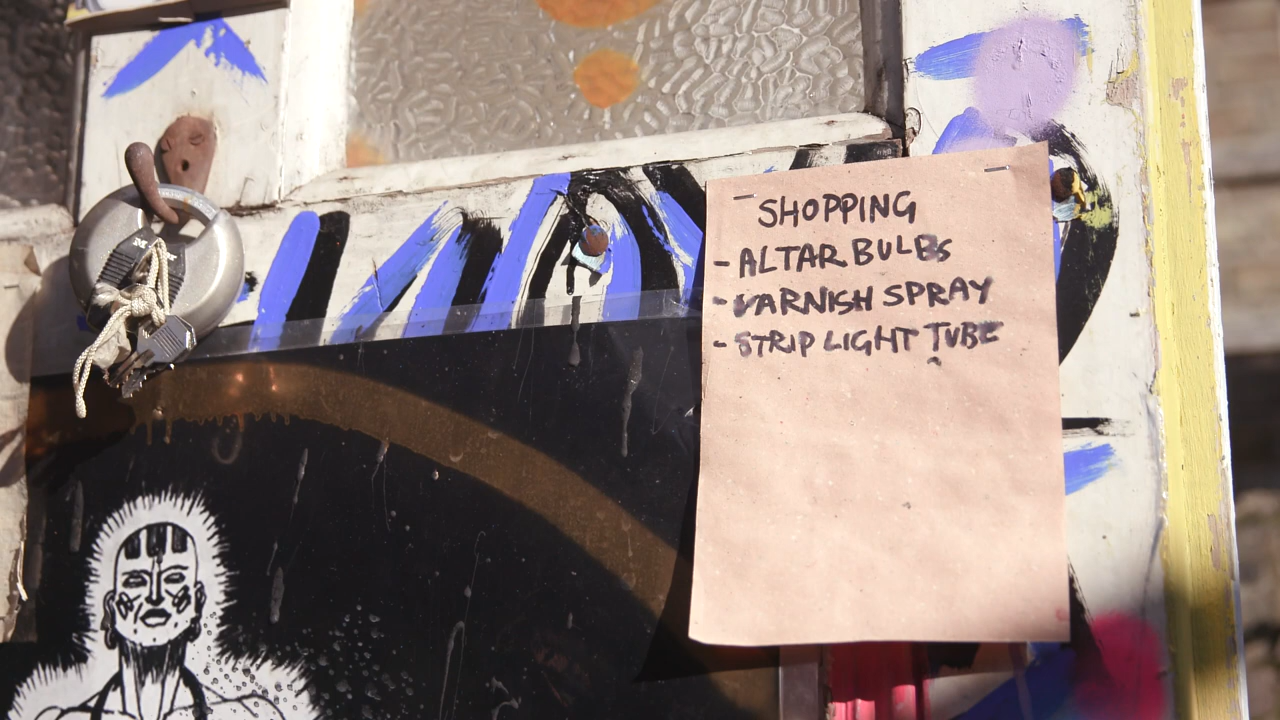 SHOPPING
- ALTAR BULBS
- VARNISH SPRAY
- STRIP LIGHT TUBE